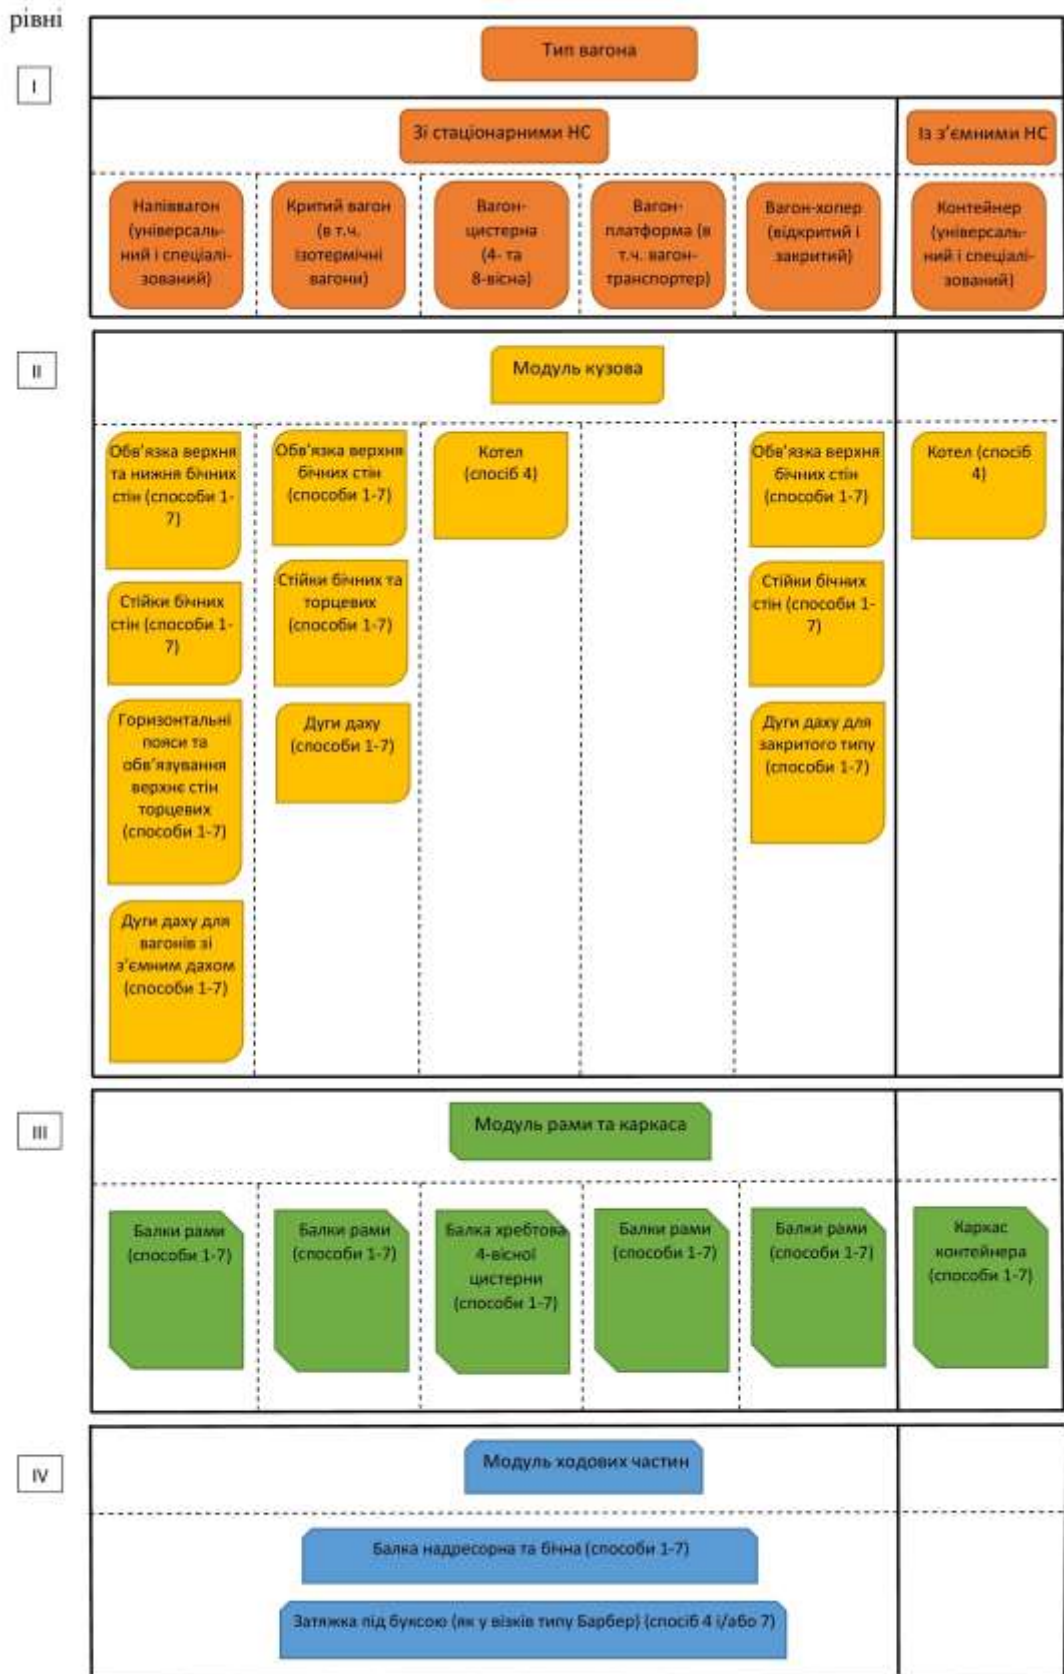 рівні
I
Тип вагона
Зі стаціонарними НС
Із з’ємними НС
Наліввагон
(універсаль-
ний і спеціалі-
зований)
Критий вагон
(в т.ч.
ізотермічні
вагони)
Вагон-
цистерна
(4- та
8-вісна)
Вагон-
платформа (в
т.ч. вагон-
транспортер)
Вагон-хопер
(відкритий і
закритий)
Контейнер
(універсаль-
ний і спеціалі-
зований)
II
Модуль кузова
Обв’язка верхня
та нижня бічних
стін (способи 1-
7)
Стійки бічних
стін (способи 1-
7)
Горизонтальні
пояси та
обв’язування
верхнє стін
торцевих
(способи 1-7)
Дуги даху для
вагонів зі
з’ємним дахом
(способи 1-7)
Обв’язка верхня
бічних стін
(способи 1-7)
Стійки бічних та
торцевих
(способи 1-7)
Дуги даху
(способи 1-7)
Котел
(спосіб 4)
Обв’язка верхня
бічних стін
(способи 1-7)
Стійки бічних
стін (способи 1-
7)
Дуги даху для
закритого типу
(способи 1-7)
Котел (спосіб
4)
III
Модуль рами та каркаса
Балки рами
(способи 1-7)
Балки рами
(способи 1-7)
Балка хребтова
4-вісної
цистерни
(способи 1-7)
Балки рами
(способи 1-7)
Балки рами
(способи 1-7)
Каркас
контейнера
(способи 1-7)
IV
Модуль ходових частин
Балка надресорна та бічна (способи 1-7)
Затяжка під буксою (як у візків типу Барбер) (спосіб 4 і/або 7)